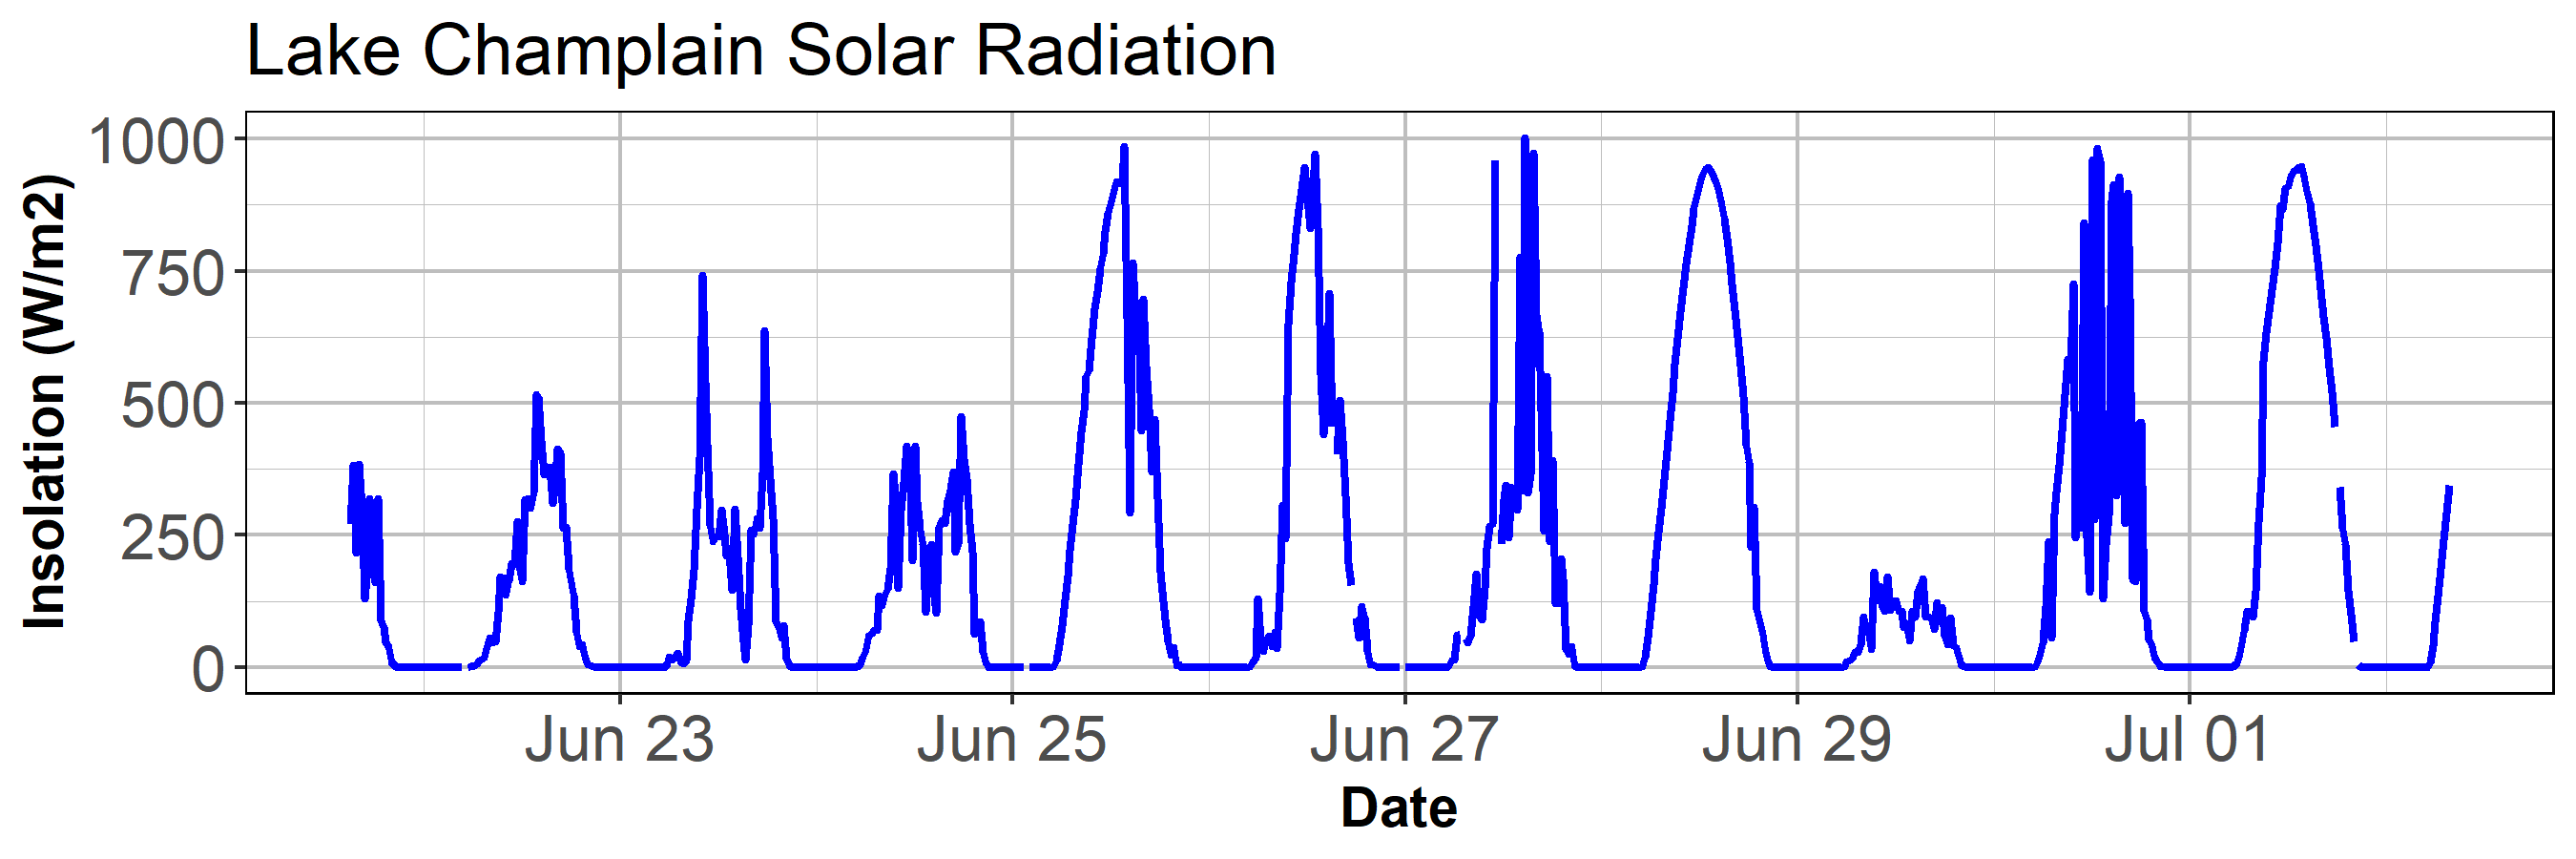 Lake Champlain Solar Radiation
Insolation (W/m2)
1000
750
500
250
0
Jun 23 Jun 25 Jun 27 Jun 29 Jul 01
Date